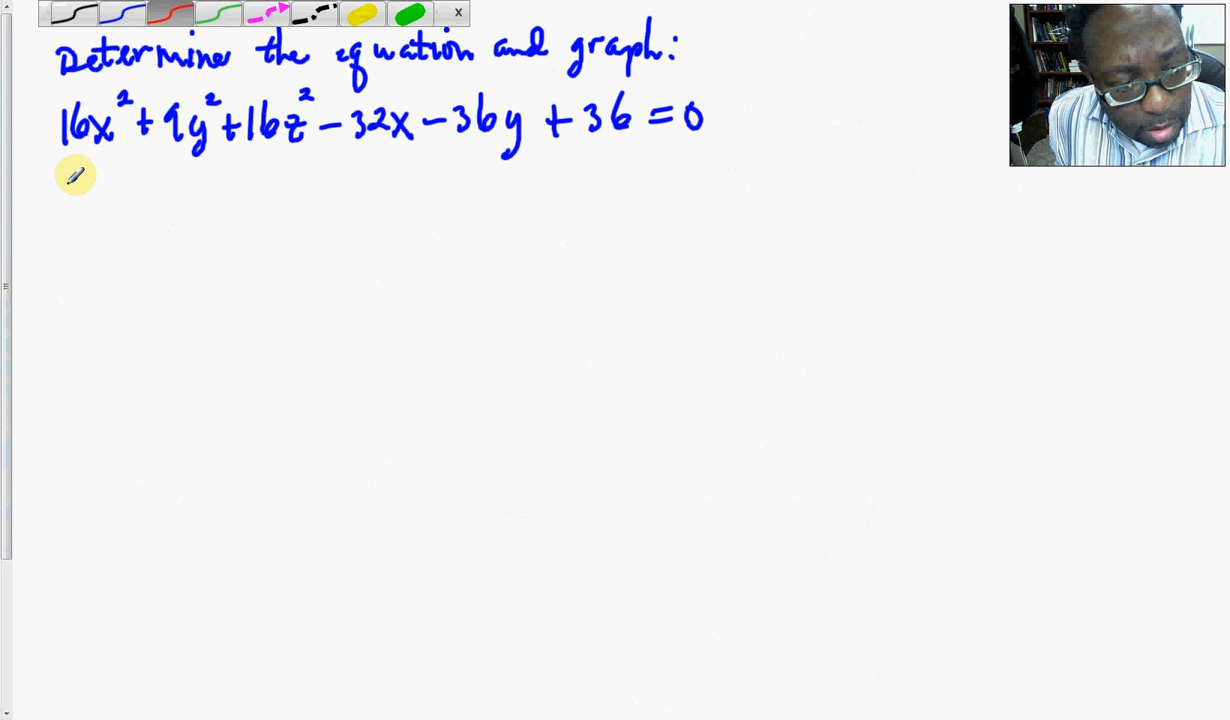 Determine the equation and graph:
16x² + 9y² + 16z² - 32x - 36y + 36 = 0